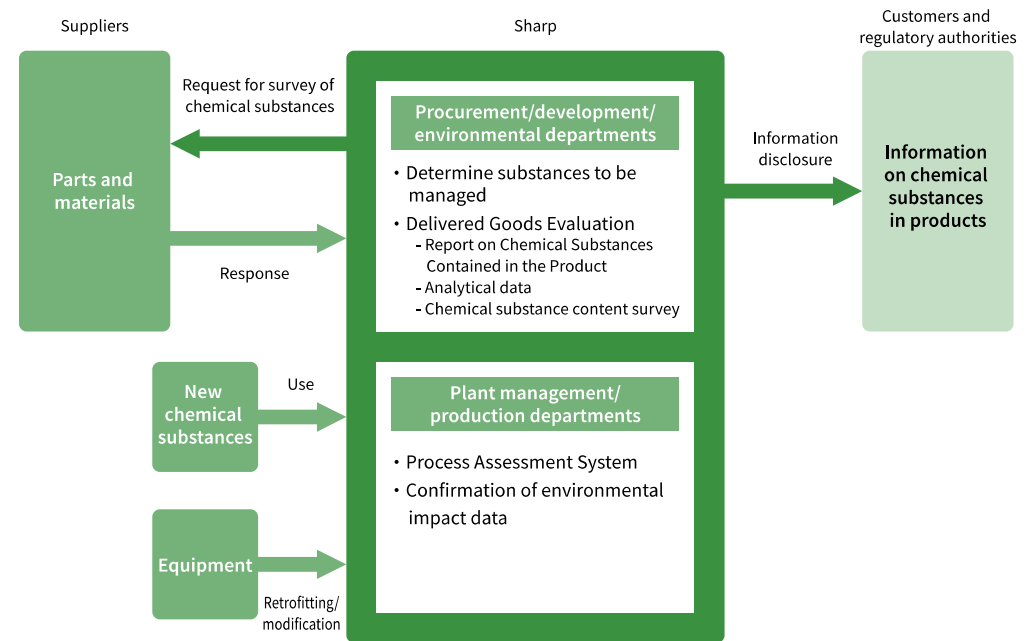 Suppliers
Sharp
Customers and
regulatory authorities
Parts and
materials
Request for survey of
chemical substances
Response
Procurement/development/
environmental departments
・Determine substances to be
managed
・Delivered Goods Evaluation
- Report on Chemical Substances
Contained in the Product
- Analytical data
- Chemical substance content survey
Information
disclosure
Information
on chemical
substances
in products
New
chemical
substances
Use
Equipment
Retrofitting/
modification
Plant management/
production departments
・Process Assessment System
・Confirmation of environmental
impact data